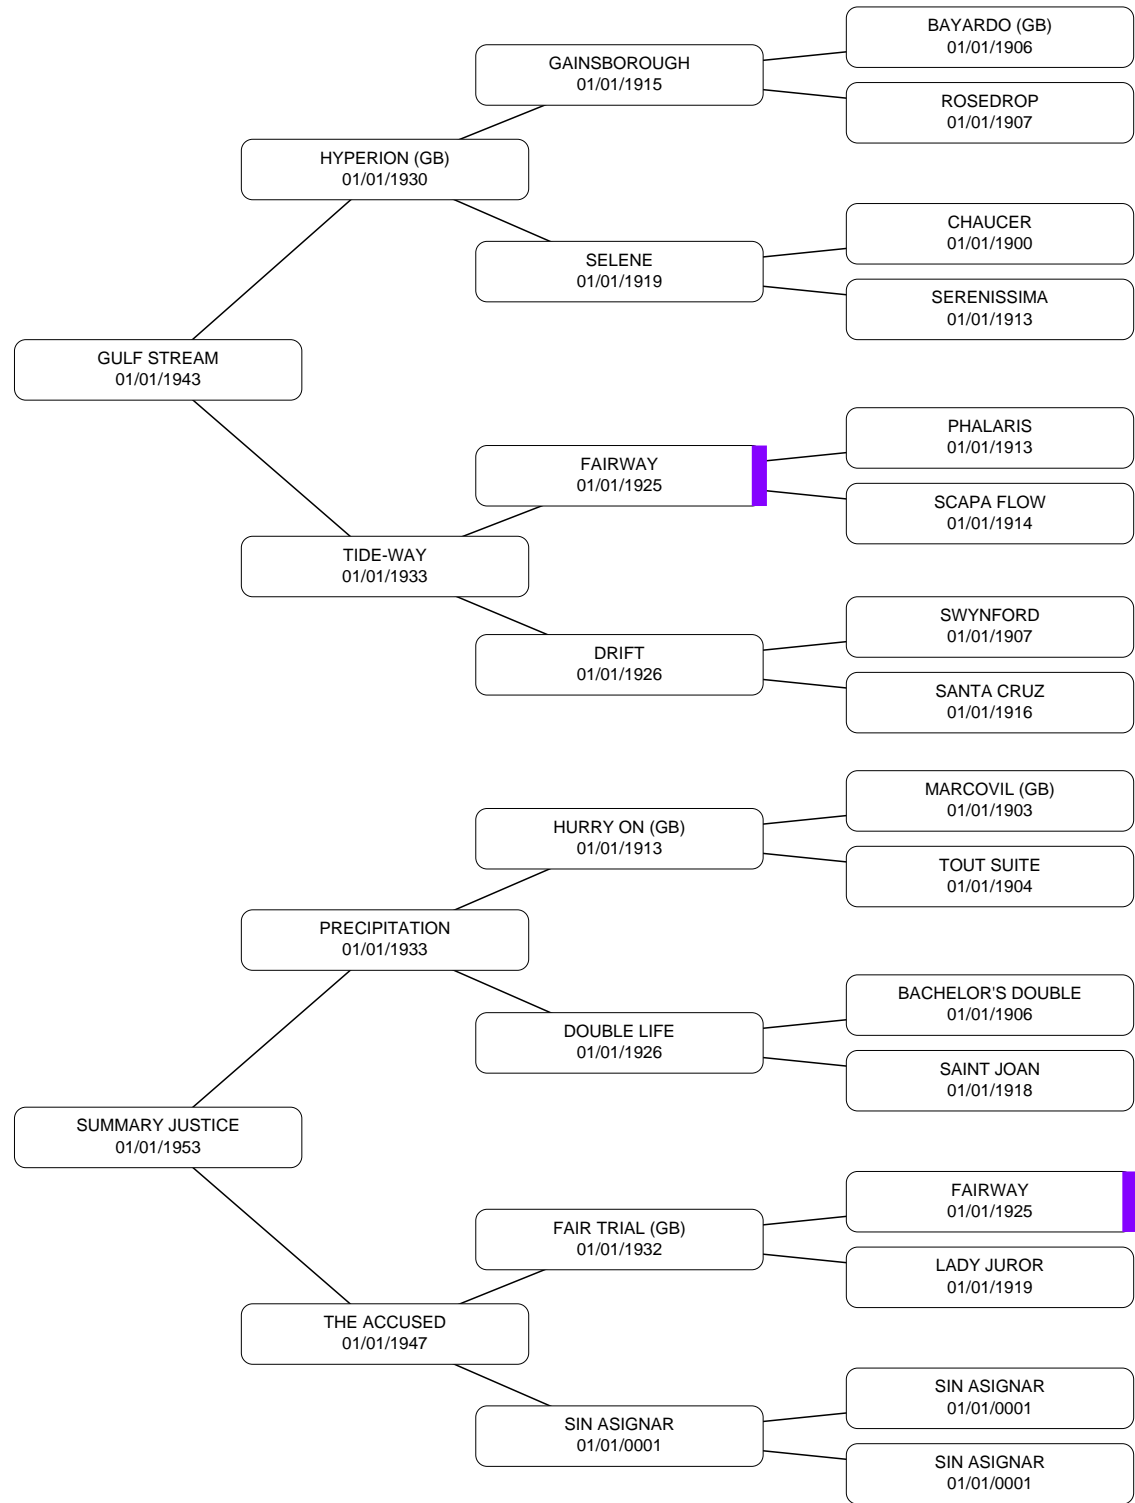 BAYARDO (GB)
01/01/1906
GAINSBOROUGH
01/01/1915
ROSEDROP
01/01/1907
HYPERION (GB)
01/01/1930
CHAUCER
01/01/1900
SELENE
01/01/1919
SERENISSIMA
01/01/1913
GULF STREAM
01/01/1943
PHALARIS
01/01/1913
FAIRWAY
01/01/1925
SCAPA FLOW
01/01/1914
TIDE-WAY
01/01/1933
SWYNFORD
01/01/1907
DRIFT
01/01/1926
SANTA CRUZ
01/01/1916
MARCOVIL (GB)
01/01/1903
HURRY ON (GB)
01/01/1913
TOUT SUITE
01/01/1904
PRECIPITATION
01/01/1933
BACHELOR'S DOUBLE
01/01/1906
DOUBLE LIFE
01/01/1926
SAINT JOAN
01/01/1918
SUMMARY JUSTICE
01/01/1953
FAIRWAY
01/01/1925
FAIR TRIAL (GB)
01/01/1932
LADY JUROR
01/01/1919
THE ACCUSED
01/01/1947
SIN ASIGNAR
01/01/0001
SIN ASIGNAR
01/01/0001
SIN ASIGNAR
01/01/0001